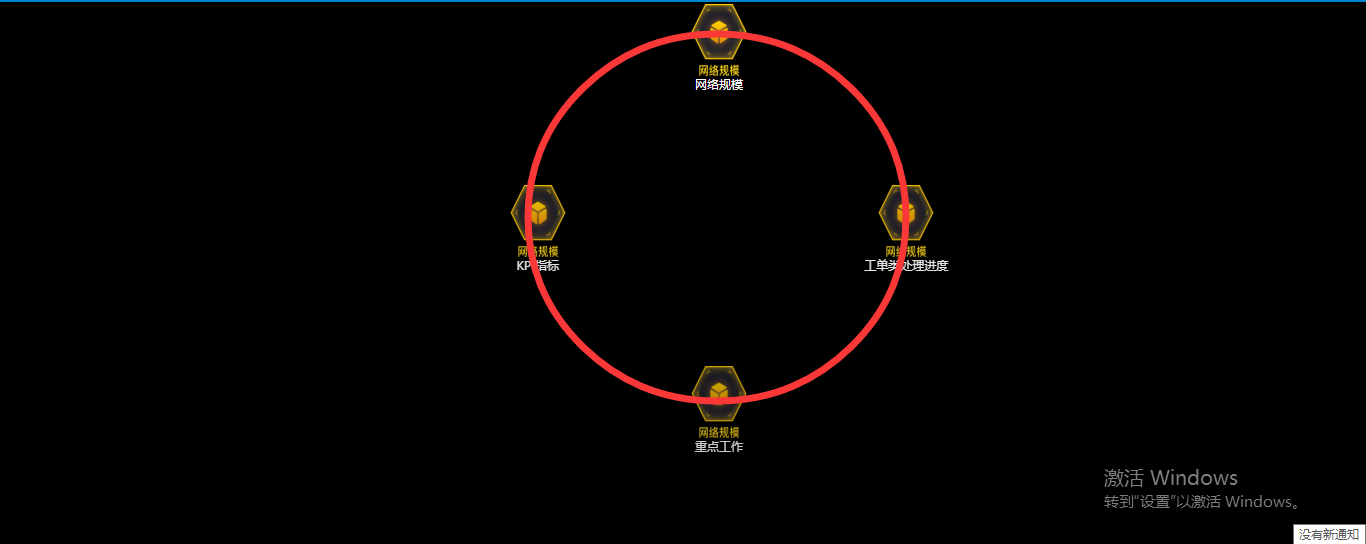 网络规模
网络规模
网络规模
KPI指标
网络规模
工单类处理进度
网络规模
重点工作
激活 Windows
转到“设置”以激活 Windows。
没有新通知